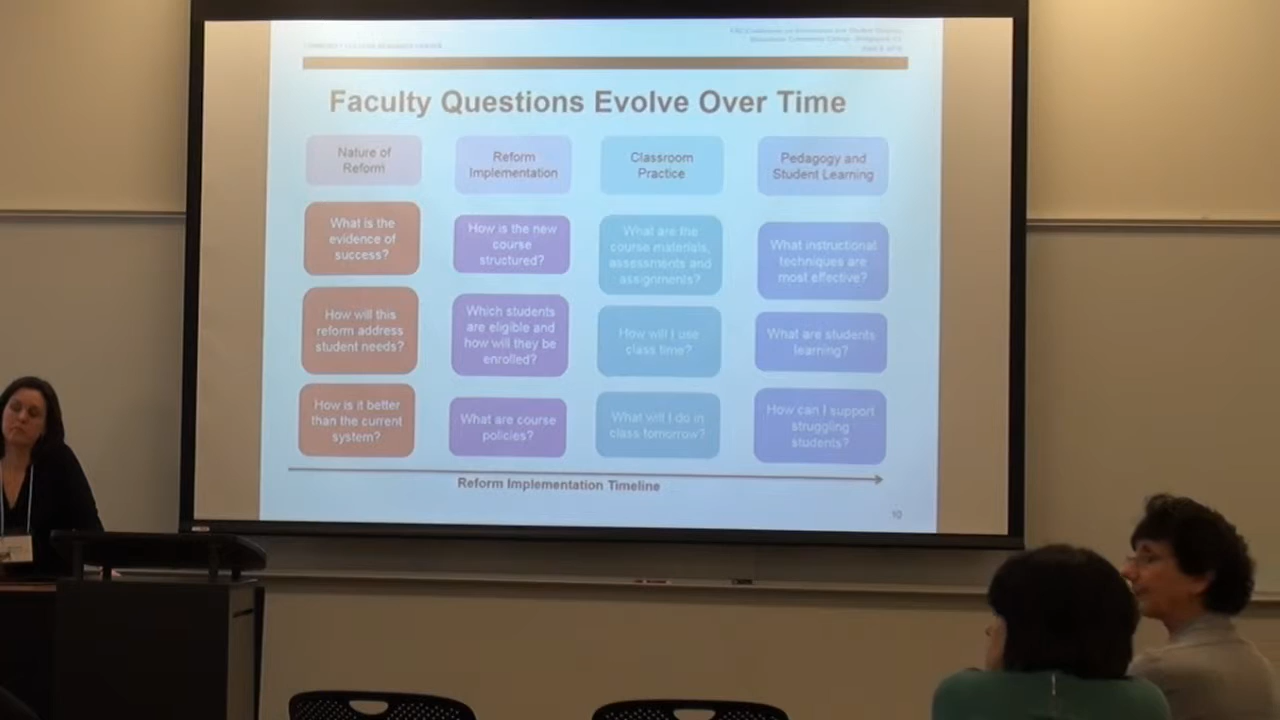 COMMUNITY COLLEGE RESEARCH CENTER
Faculty Questions Evolve Over Time
Nature of
Reform
What is the
evidence of
success?
How will this
reform address
student needs?
How is it better
than the current
system?
Reform
Implementation
How is the new
course
structured?
Which students
are eligible and
how will they be
enrolled?
What are course
policies?
Classroom
Practice
What are the
course materials,
assessments and
assignments?
How will I use
class time?
What will I do in
class tomorrow?
Pedagogy and
Student Learning
What instructional
techniques are
most effective?
What are students
learning?
How can I support
struggling
students?
Reform Implementation Timeline
10